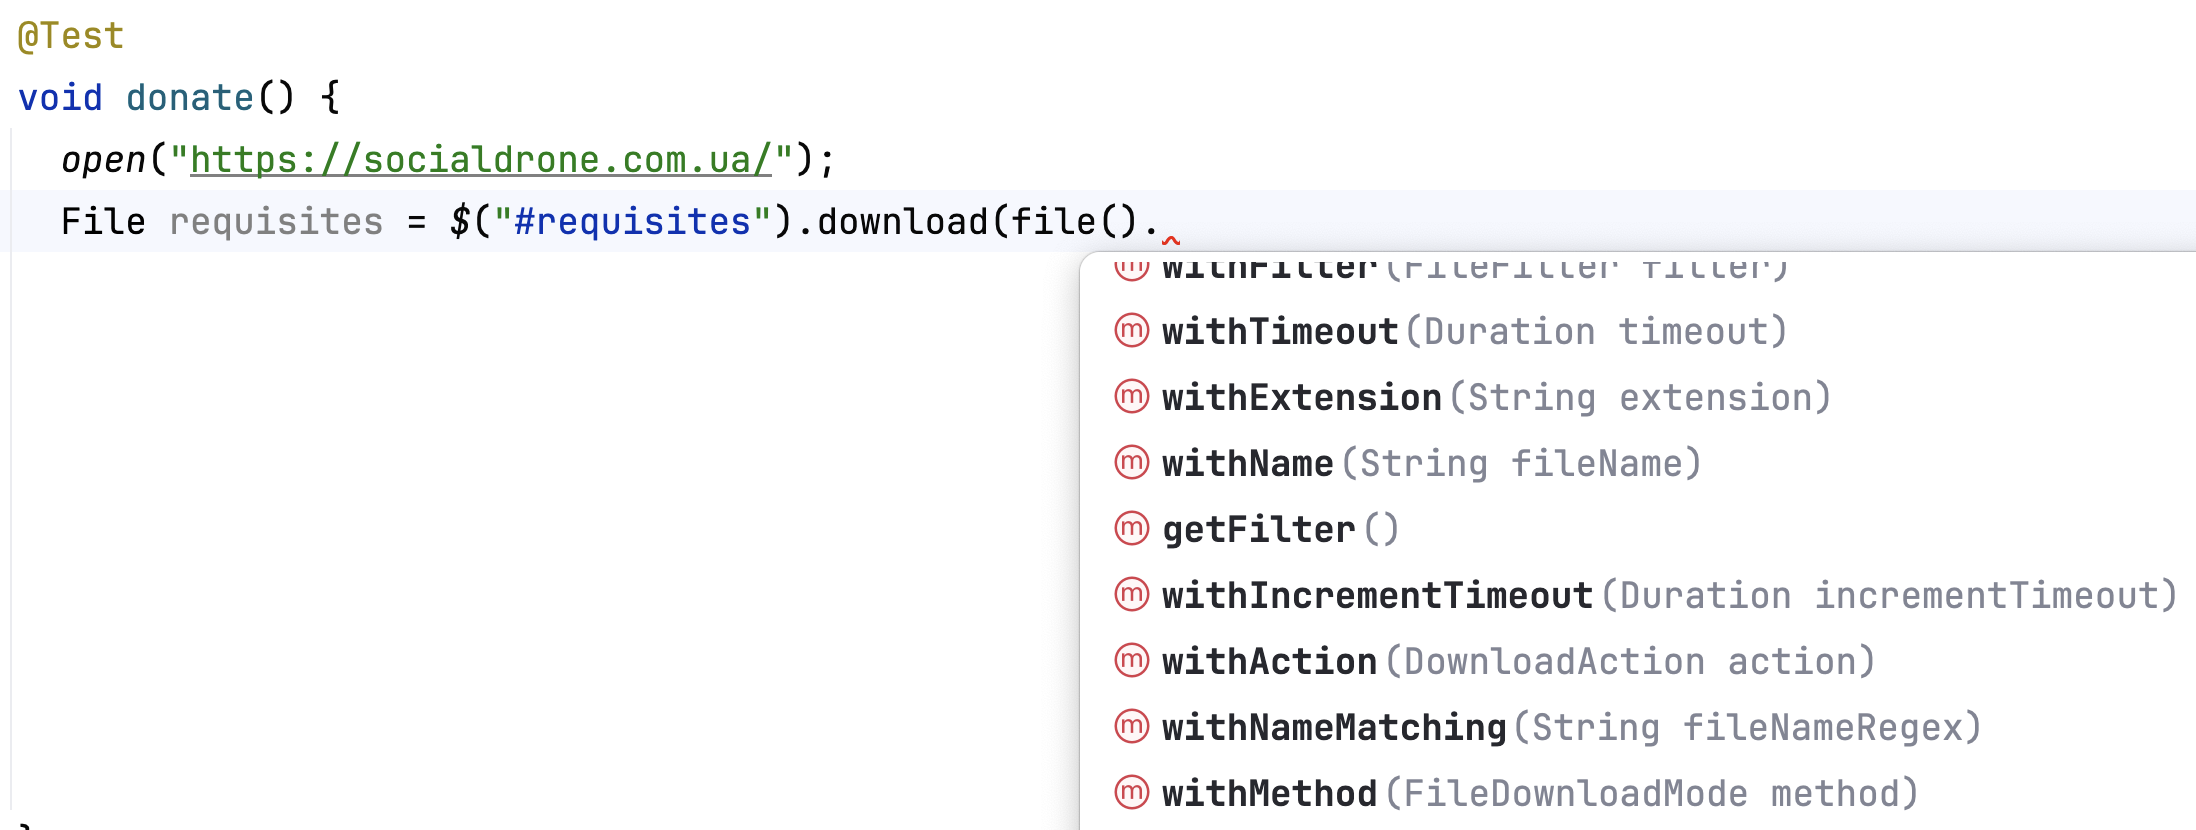 @Test
void donate() {
open("https://socialdrone.com.ua/");
File requisites = $("#requisites").download(file().
m withFilter(FileFilter filter)
m withTimeout(Duration timeout)
m withExtension(String extension)
m withName(String fileName)
m getFilter()
m withIncrementTimeout(Duration incrementTimeout)
m withAction(DownloadAction action)
m withNameMatching(String fileNameRegex)
m withMethod(FileDownloadMode method)
}